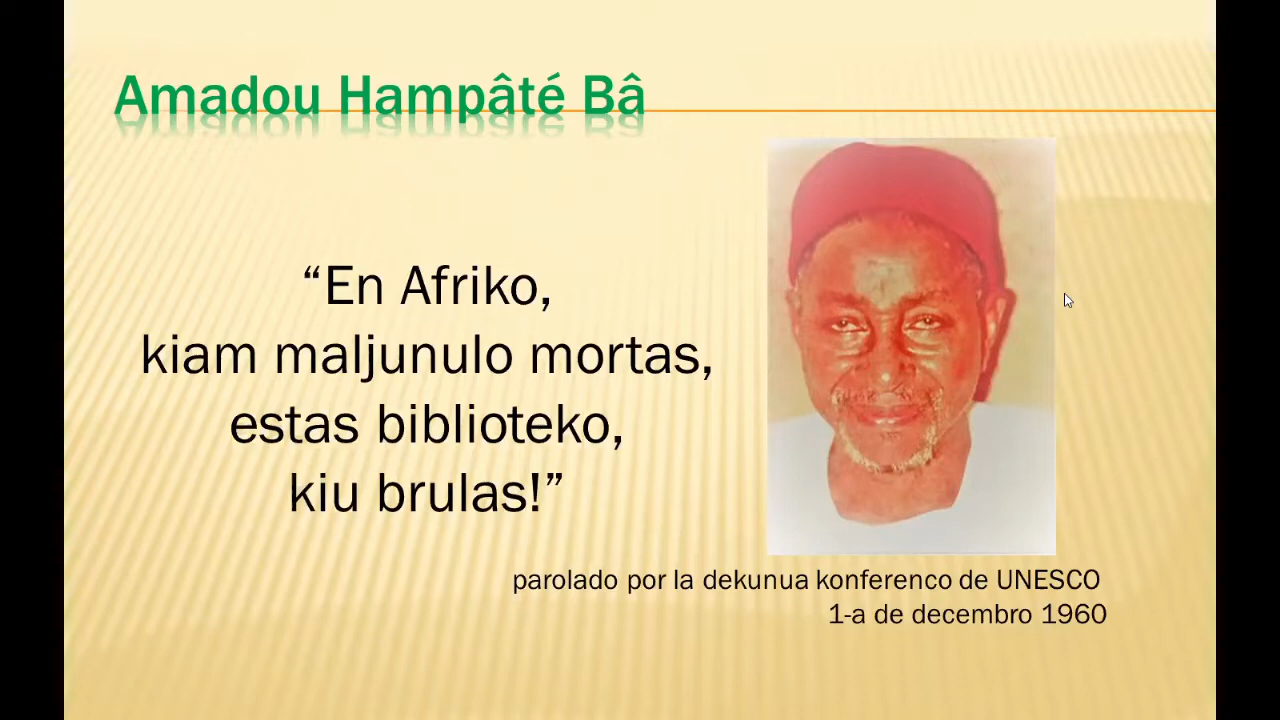 Amadou Hampâté Bâ
“En Afriko,
kiam maljunulo mortas,
estas biblioteko,
kiu brulas!”
parolado por la dekunua konferenco de UNESCO
1-a de decembro 1960